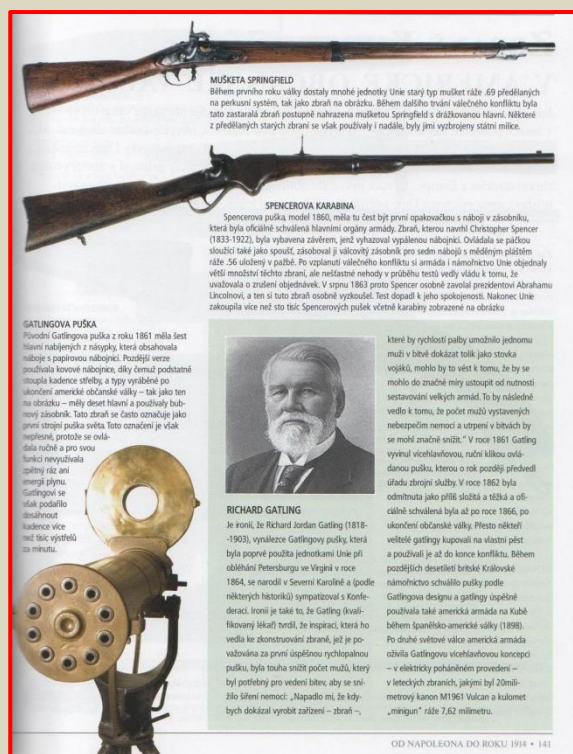 MUŠKETA SPRINGFIELD
Během prvního roku války dostaly mnohé jednotky Unie starý typ mušket ráže .69 předělaných
na perkusní systém, tak jako zbraň na obrázku. Během dalšího trvání válečného konfliktu byla
tato zastaralá zbraň postupně nahrazena mušketou Springfield s drážkovanou hlavní. Některé
z předělaných starých zbraní se však používaly i nadále, byly jimi vyzbrojeny státní milice.
SPENCEROVA KARABINA
Spencerova puška, model 1860, měla tu čest být první opakovačkou s náboji v zásobníku,
která byla oficiálně schválená hlavními orgány armády. Zbraň, kterou navrhl Christopher Spencer
(1833-1922), byla vybavena závěrem, jenž vyhazoval vypálenou nábojnici. Ovládala se páčkou
sloužící také jako spoušť, zásoboval ji válcovitý zásobník pro sedm nábojů s měděným pláštěm
ráže .56 uložený v pažbě. Po vzplanutí válečného konfliktu si armáda i námořnictvo Unie objednaly
větší množství těchto zbraní, ale nešťastné nehody v průběhu testů vedly vládu k tomu, že
uvažovala o zrušení objednávek. V srpnu 1863 proto Spencer osobně zavolal prezidentovi Abrahamu
Lincolnovi, a ten si tuto zbraň osobně vyzkoušel. Test dopadl k jeho spokojenosti. Nakonec Unie
zakoupila více než sto tisíc Spencerových pušek včetně karabiny zobrazené na obrázku
GATLINGOVA PUŠKA
Původní Gatlingova puška z roku 1861 měla šest
hlavní nabíjených z násypky, která obsahovala
náboje s papírovou nábojnicí. Pozdější verze
používala kovové nábojnice, díky čemuž podstatně
stoupla kadence střelby, a typy vyráběné po
ukončení americké občanské války – tak jako ten
na obrázku – měly deset hlavní a používaly bub-
nový zásobník. Tato zbraň se často označuje jako
první strojní puška světa. Toto označení je však
nepřesné, protože se ovlá-
dala ručně a pro svou
funkci nevyužívala
zpětný ráz ani
energii plynu.
Gatlingovi se
však podařilo
dosáhnout
kadence více
než tisíc výstřelů
za minutu.
RICHARD GATLING
Je ironií, že Richard Jordan Gatling (1818-
-1903), vynálezce Gatlingovy pušky, která
byla poprvé použita jednotkami Unie při
obléhání Petersburgu ve Virginii v roce
1864, se narodil v Severní Karolíně a (podle
některých historiků) sympatizoval s Konfe-
derací. Ironií je také to, že Gatling (kvali-
fikovaný lékař) tvrdil, že inspirací, která ho
vedla ke zkonstruování zbraně, jež je po-
važována za první úspěšnou rychlopalnou
pušku, byla touha snížit počet mužů, který
byl potřebný pro vedení bitev, aby se sní-
žilo šíření nemocí: „Napadlo mi, že kdy-
bych dokázal vyrobit zařízení – zbraň –,
které by rychlostí palby umožnilo jednomu
muži v bitvě dokázat tolik jako stovka
vojáků, mohlo by to vést k tomu, že by se
mohlo do značné míry ustoupit od nutnosti
sestavování velkých armád. To by následně
vedlo k tomu, že počet mužů vystavených
nebezpečím nemocí a utrpení v bitvách by
se mohl značně snížit.“ V roce 1861 Gatling
vyvinul vícehlavňovou, ruční klikou ovlá-
danou pušku, kterou o rok později předvedl
úřadu zbrojní služby. V roce 1862 byla
odmítnuta jako příliš složitá a těžká a ofi-
ciálně schválená byla až po roce 1866, po
ukončení občanské války. Přesto někteří
velitelé gatlingy kupovali na vlastní pěst
a používali je až do konce konfliktu. Během
pozdějších desetiletí britské Královské
námořnictvo schválilo pušky podle
Gatlingova designu a gatlingy úspěšně
používala také americká armáda na Kubě
během španělsko-americké války (1898).
Po druhé světové válce americká armáda
oživila Gatlingovu vícehlavňovou koncepci
– v elektricky poháněném provedení –
v leteckých zbraních, jakými byl 20mili-
metrový kanon M1961 Vulcan a kulomet
„minigun“ ráže 7,62 milimetru.
OD NAPOLEONA DO ROKU 1914 • 141